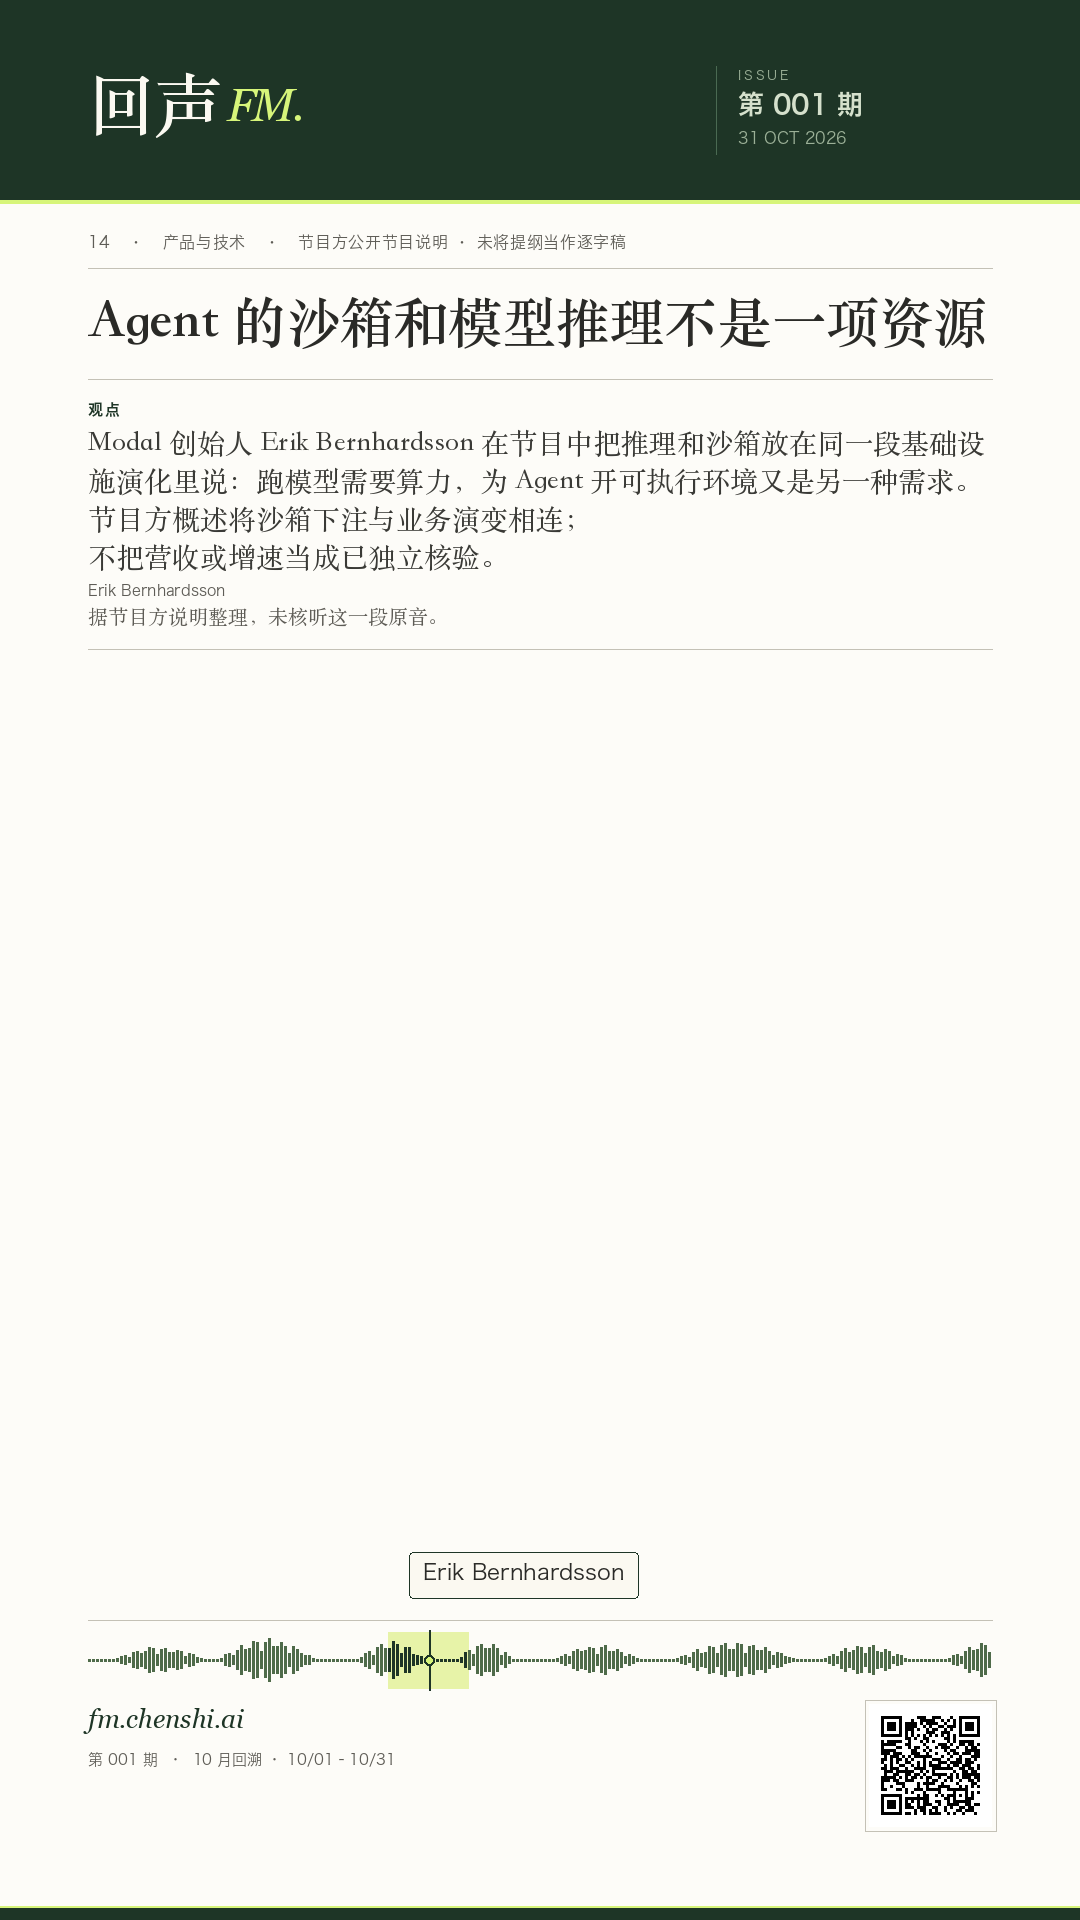 回声 FM.
ISSUE
第 001 期
31 OCT 2026
14 · 产品与技术 · 节目方公开节目说明 · 未将提纲当作逐字稿
Agent 的沙箱和模型推理不是一项资源
观点
Modal 创始人 Erik Bernhardsson 在节目中把推理和沙箱放在同一段基础设
施演化里说：跑模型需要算力，为 Agent 开可执行环境又是另一种需求。
节目方概述将沙箱下注与业务演变相连；
不把营收或增速当成已独立核验。
Erik Bernhardsson
据节目方说明整理，未核听这一段原音。
Erik Bernhardsson
fm.chenshi.ai
第 001 期 · 10 月回溯 · 10/01 - 10/31